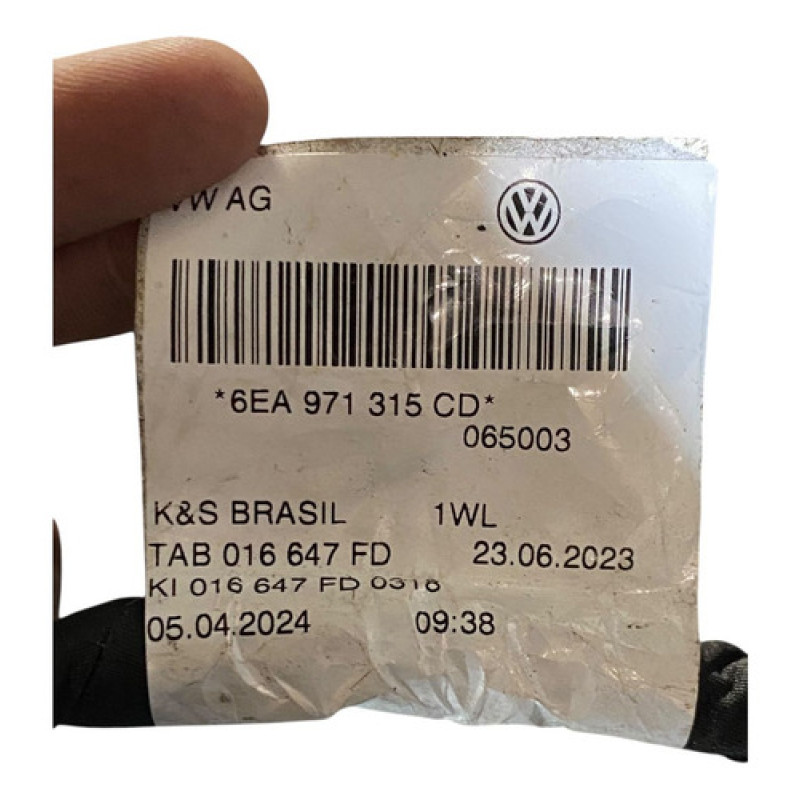 VW AG
*6EA 971 315 CD*
065003
K&S BRASIL 1WL
TAB 016 647 FD 23.06.2023
KI 016 647 FD 0316
05.04.2024 09:38